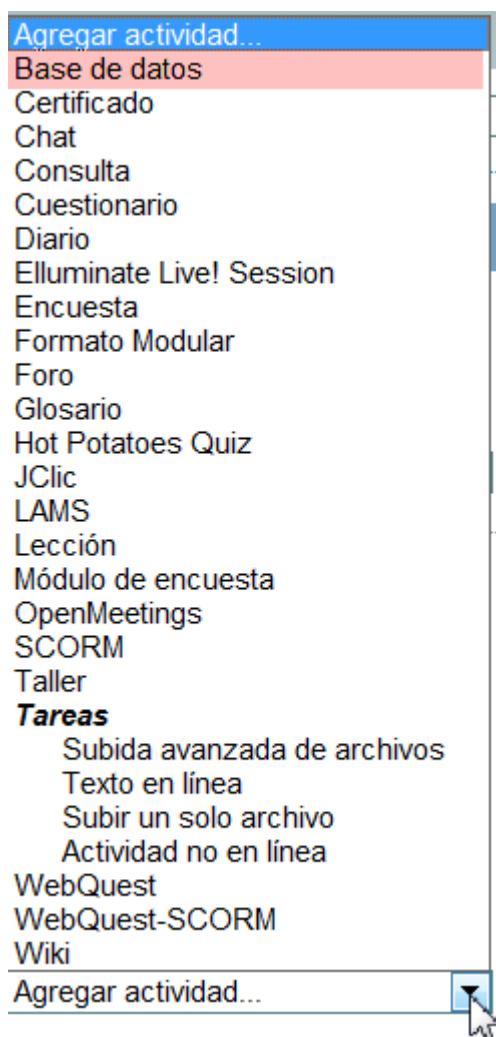 Agregar actividad...
Base de datos
Certificado
Chat
Consulta
Cuestionario
Diario
Elluminate Live! Session
Encuesta
Formato Modular
Foro
Glosario
Hot Potatoes Quiz
JClic
LAMS
Lección
Módulo de encuesta
OpenMeetings
SCORM
Taller
Tareas
Subida avanzada de archivos
Texto en línea
Subir un solo archivo
Actividad no en línea
WebQuest
WebQuest-SCORM
Wiki
Agregar actividad...